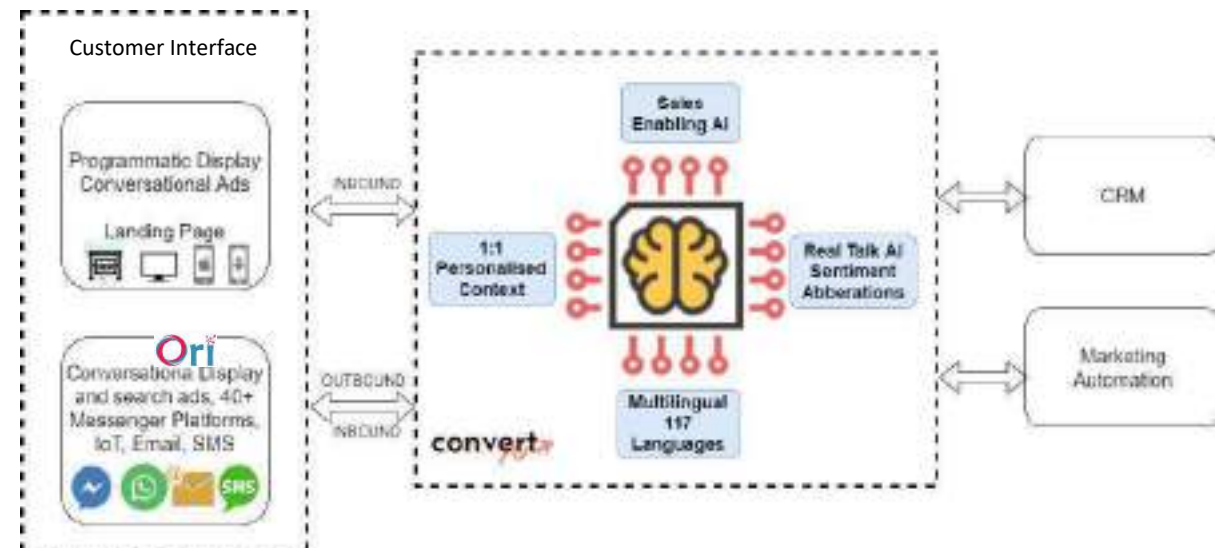 Customer Interface
Programmatic Display
Conversational Ads
Landing Page
Ori
Conversational Display
and search ads, 40+
Messenger Platforms,
IoT, Email, SMS
SMS
INBOUND
OUTBOUND
INBOUND
Sales
Enabling AI
1:1
Personalised
Context
Real Talk AI
Sentiment
Abberations
Multilingual
117
Languages
convert
CRM
Marketing
Automation